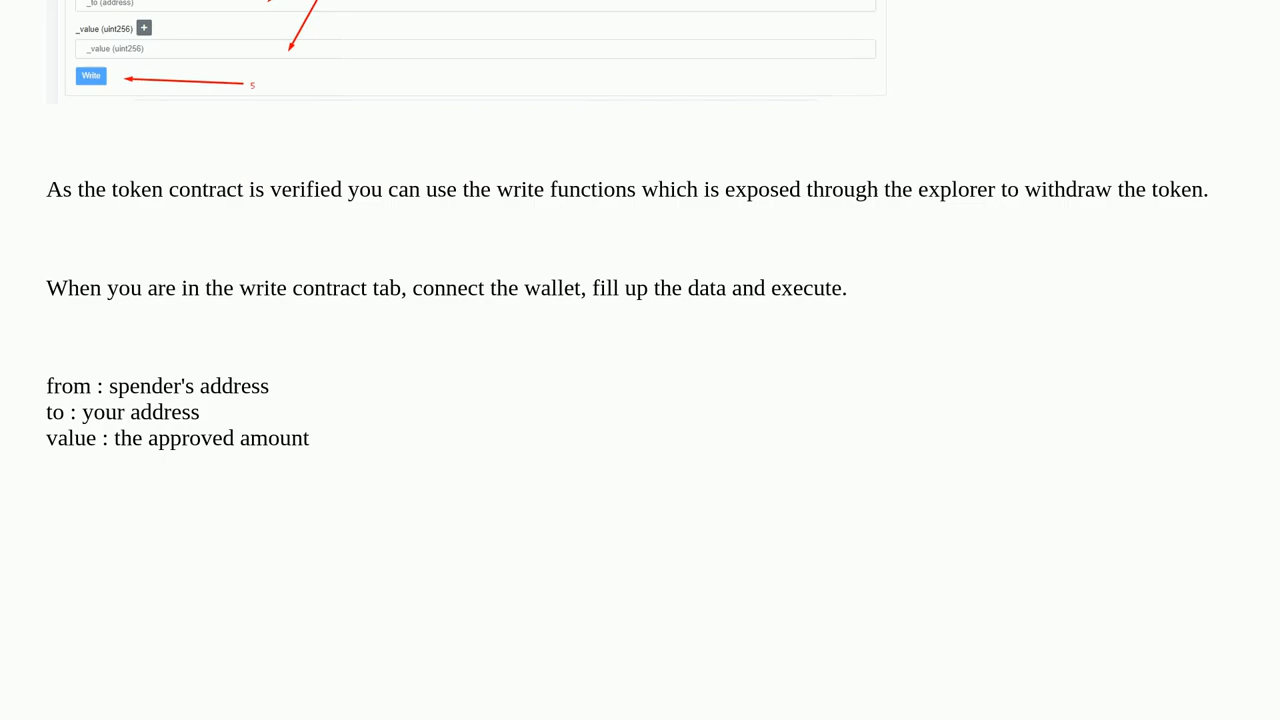 _to (address)
_value (uint256) +
_value (uint256)
Write
5
As the token contract is verified you can use the write functions which is exposed through the explorer to withdraw the token.
When you are in the write contract tab, connect the wallet, fill up the data and execute.
from : spender's address
to : your address
value : the approved amount